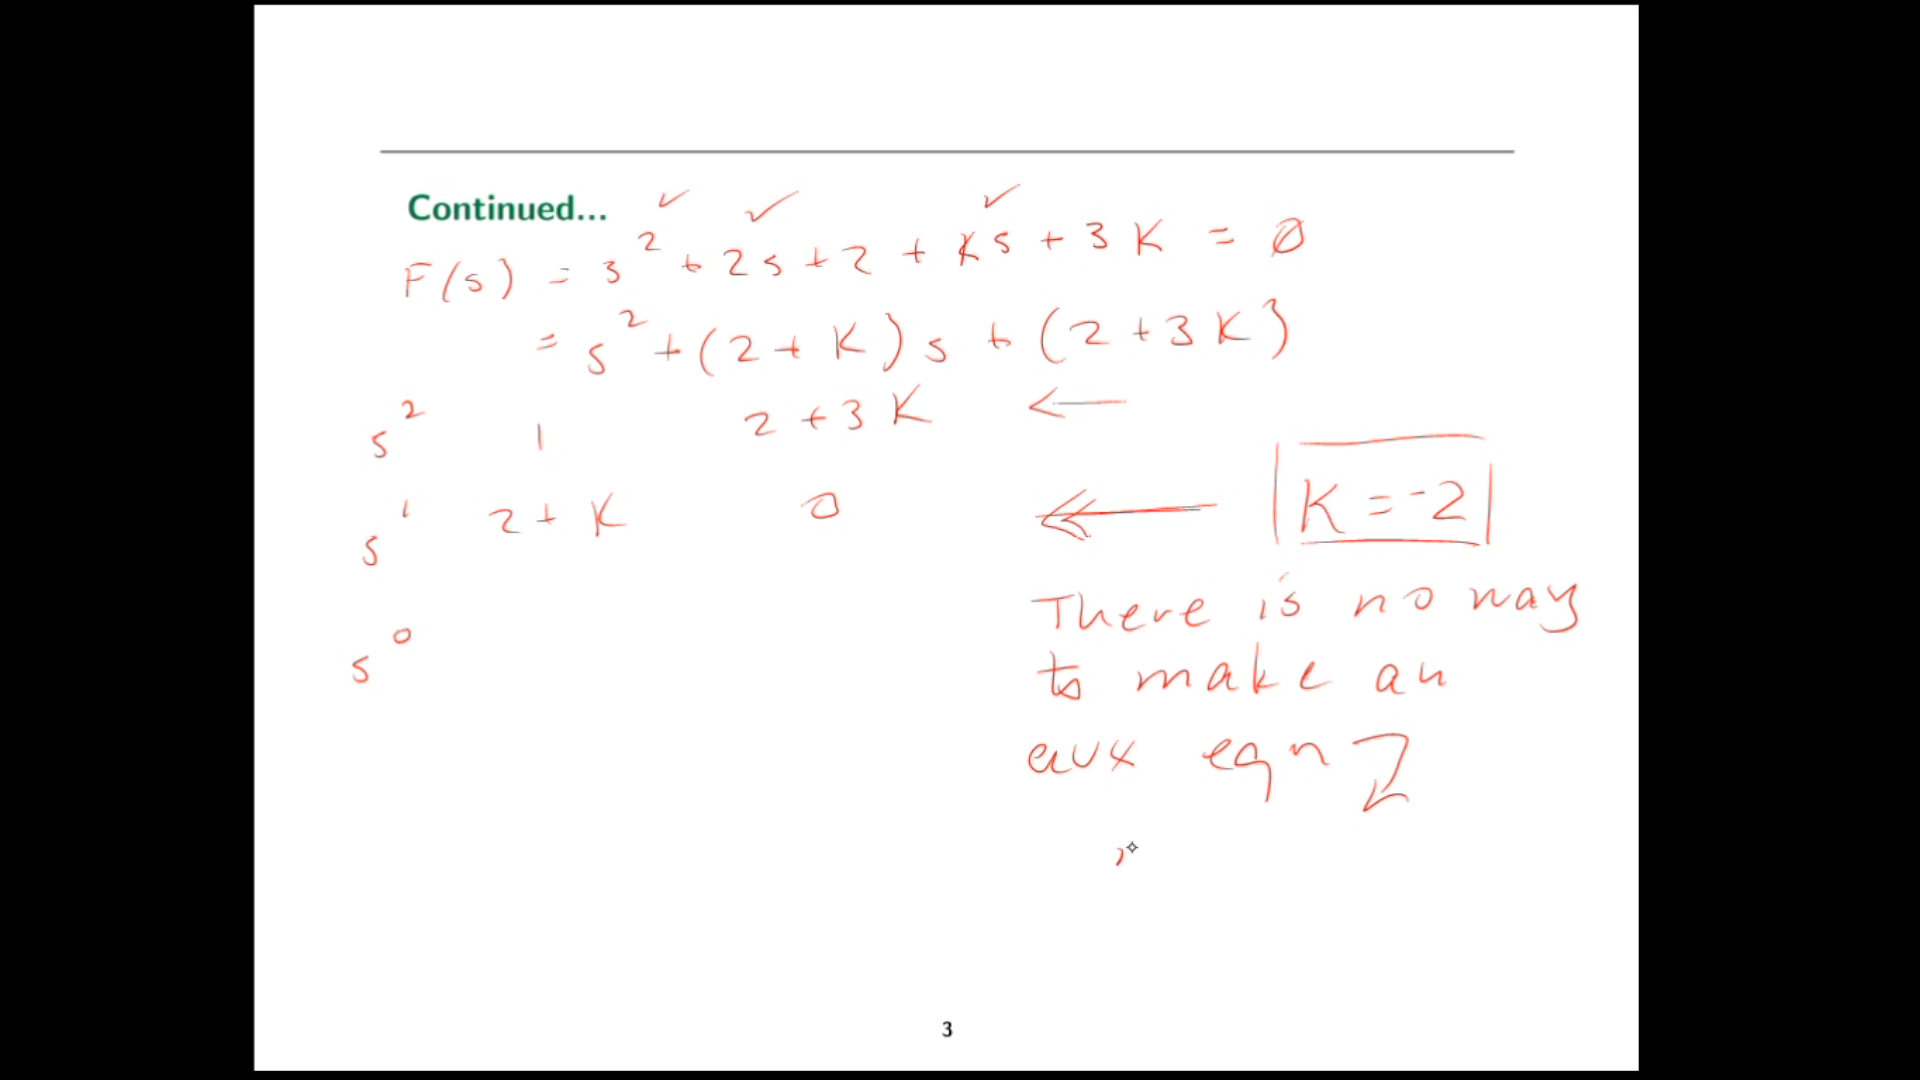 Continued...
F(s) = s² + 2s + 2 + Ks + 3K = 0
= s² + (2 + K) s + (2 + 3K)
s² 1 2 + 3K ←
s¹ 2 + K 0 ← K = -2
There is no way
s⁰
to make an
aux eqn
3